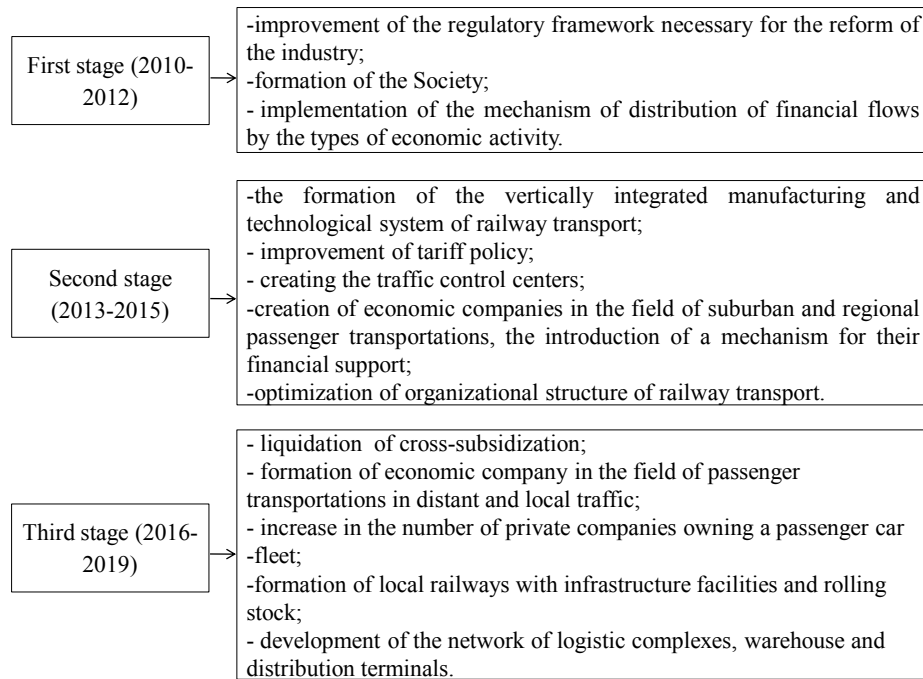 First stage (2010-
2012)
-improvement of the regulatory framework necessary for the reform of
the industry;
-formation of the Society;
- implementation of the mechanism of distribution of financial flows
by the types of economic activity.
Second stage
(2013-2015)
-the formation of the vertically integrated manufacturing and
technological system of railway transport;
- improvement of tariff policy;
- creating the traffic control centers;
-creation of economic companies in the field of suburban and regional
passenger transportations, the introduction of a mechanism for their
financial support;
-optimization of organizational structure of railway transport.
Third stage (2016-
2019)
- liquidation of cross-subsidization;
- formation of economic company in the field of passenger
transportations in distant and local traffic;
- increase in the number of private companies owning a passenger car
-fleet;
-formation of local railways with infrastructure facilities and rolling
stock;
- development of the network of logistic complexes, warehouse and
distribution terminals.